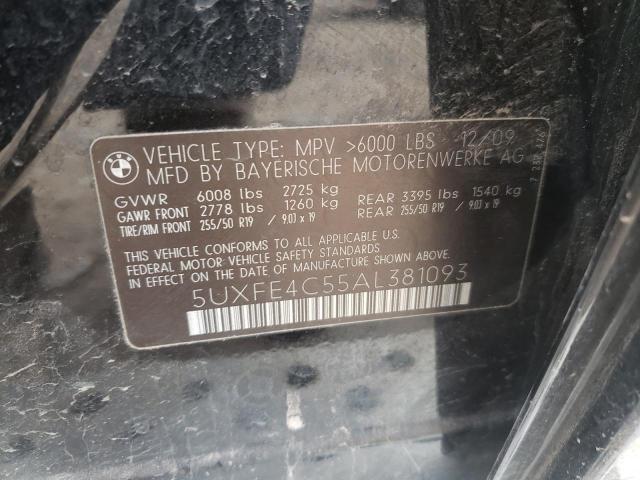 VEHICLE TYPE: MPV >6000 LBS 12/09
MFD BY BAYERISCHE MOTORENWERKE AG
GVWR 6008 lbs 2725 kg
GAWR FRONT 2778 lbs 1260 kg REAR 3395 lbs 1540 kg
TIRE/RIM FRONT 255/50 R19 / 9.0J x 19 REAR 255/50 R19 / 9.0J x 19
THIS VEHICLE CONFORMS TO ALL APPLICABLE U.S.
FEDERAL MOTOR VEHICLE SAFETY STANDARDS
IN EFFECT ON THE DATE OF MANUFACTURE SHOWN ABOVE
5UXFE4C55AL381093